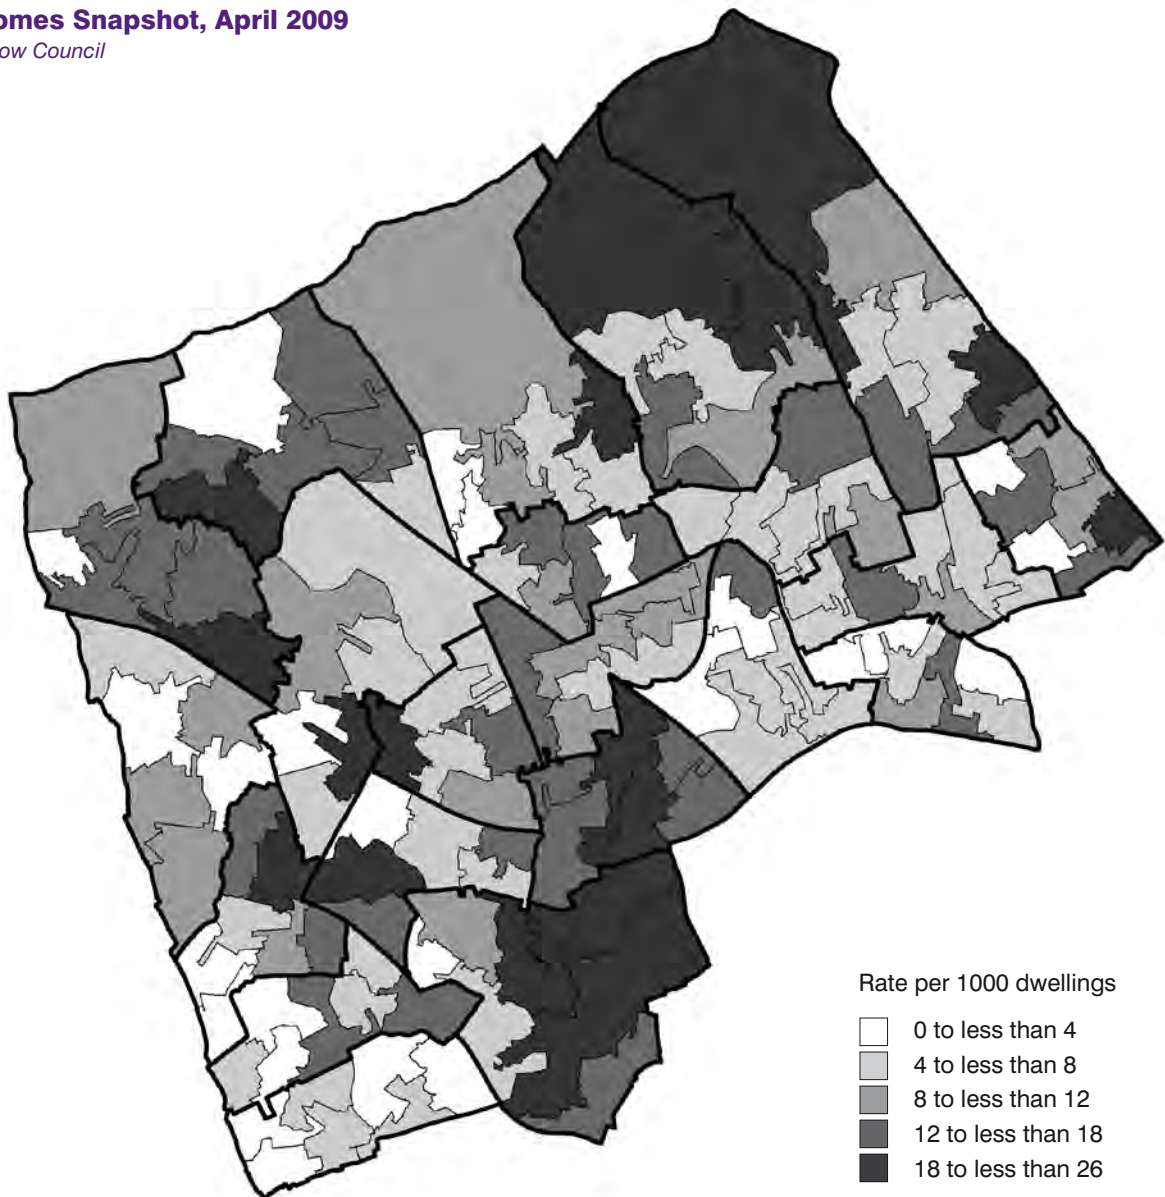 omes Snapshot, April 2009
ow Council
Rate per 1000 dwellings
0 to less than 4
4 to less than 8
8 to less than 12
12 to less than 18
18 to less than 26